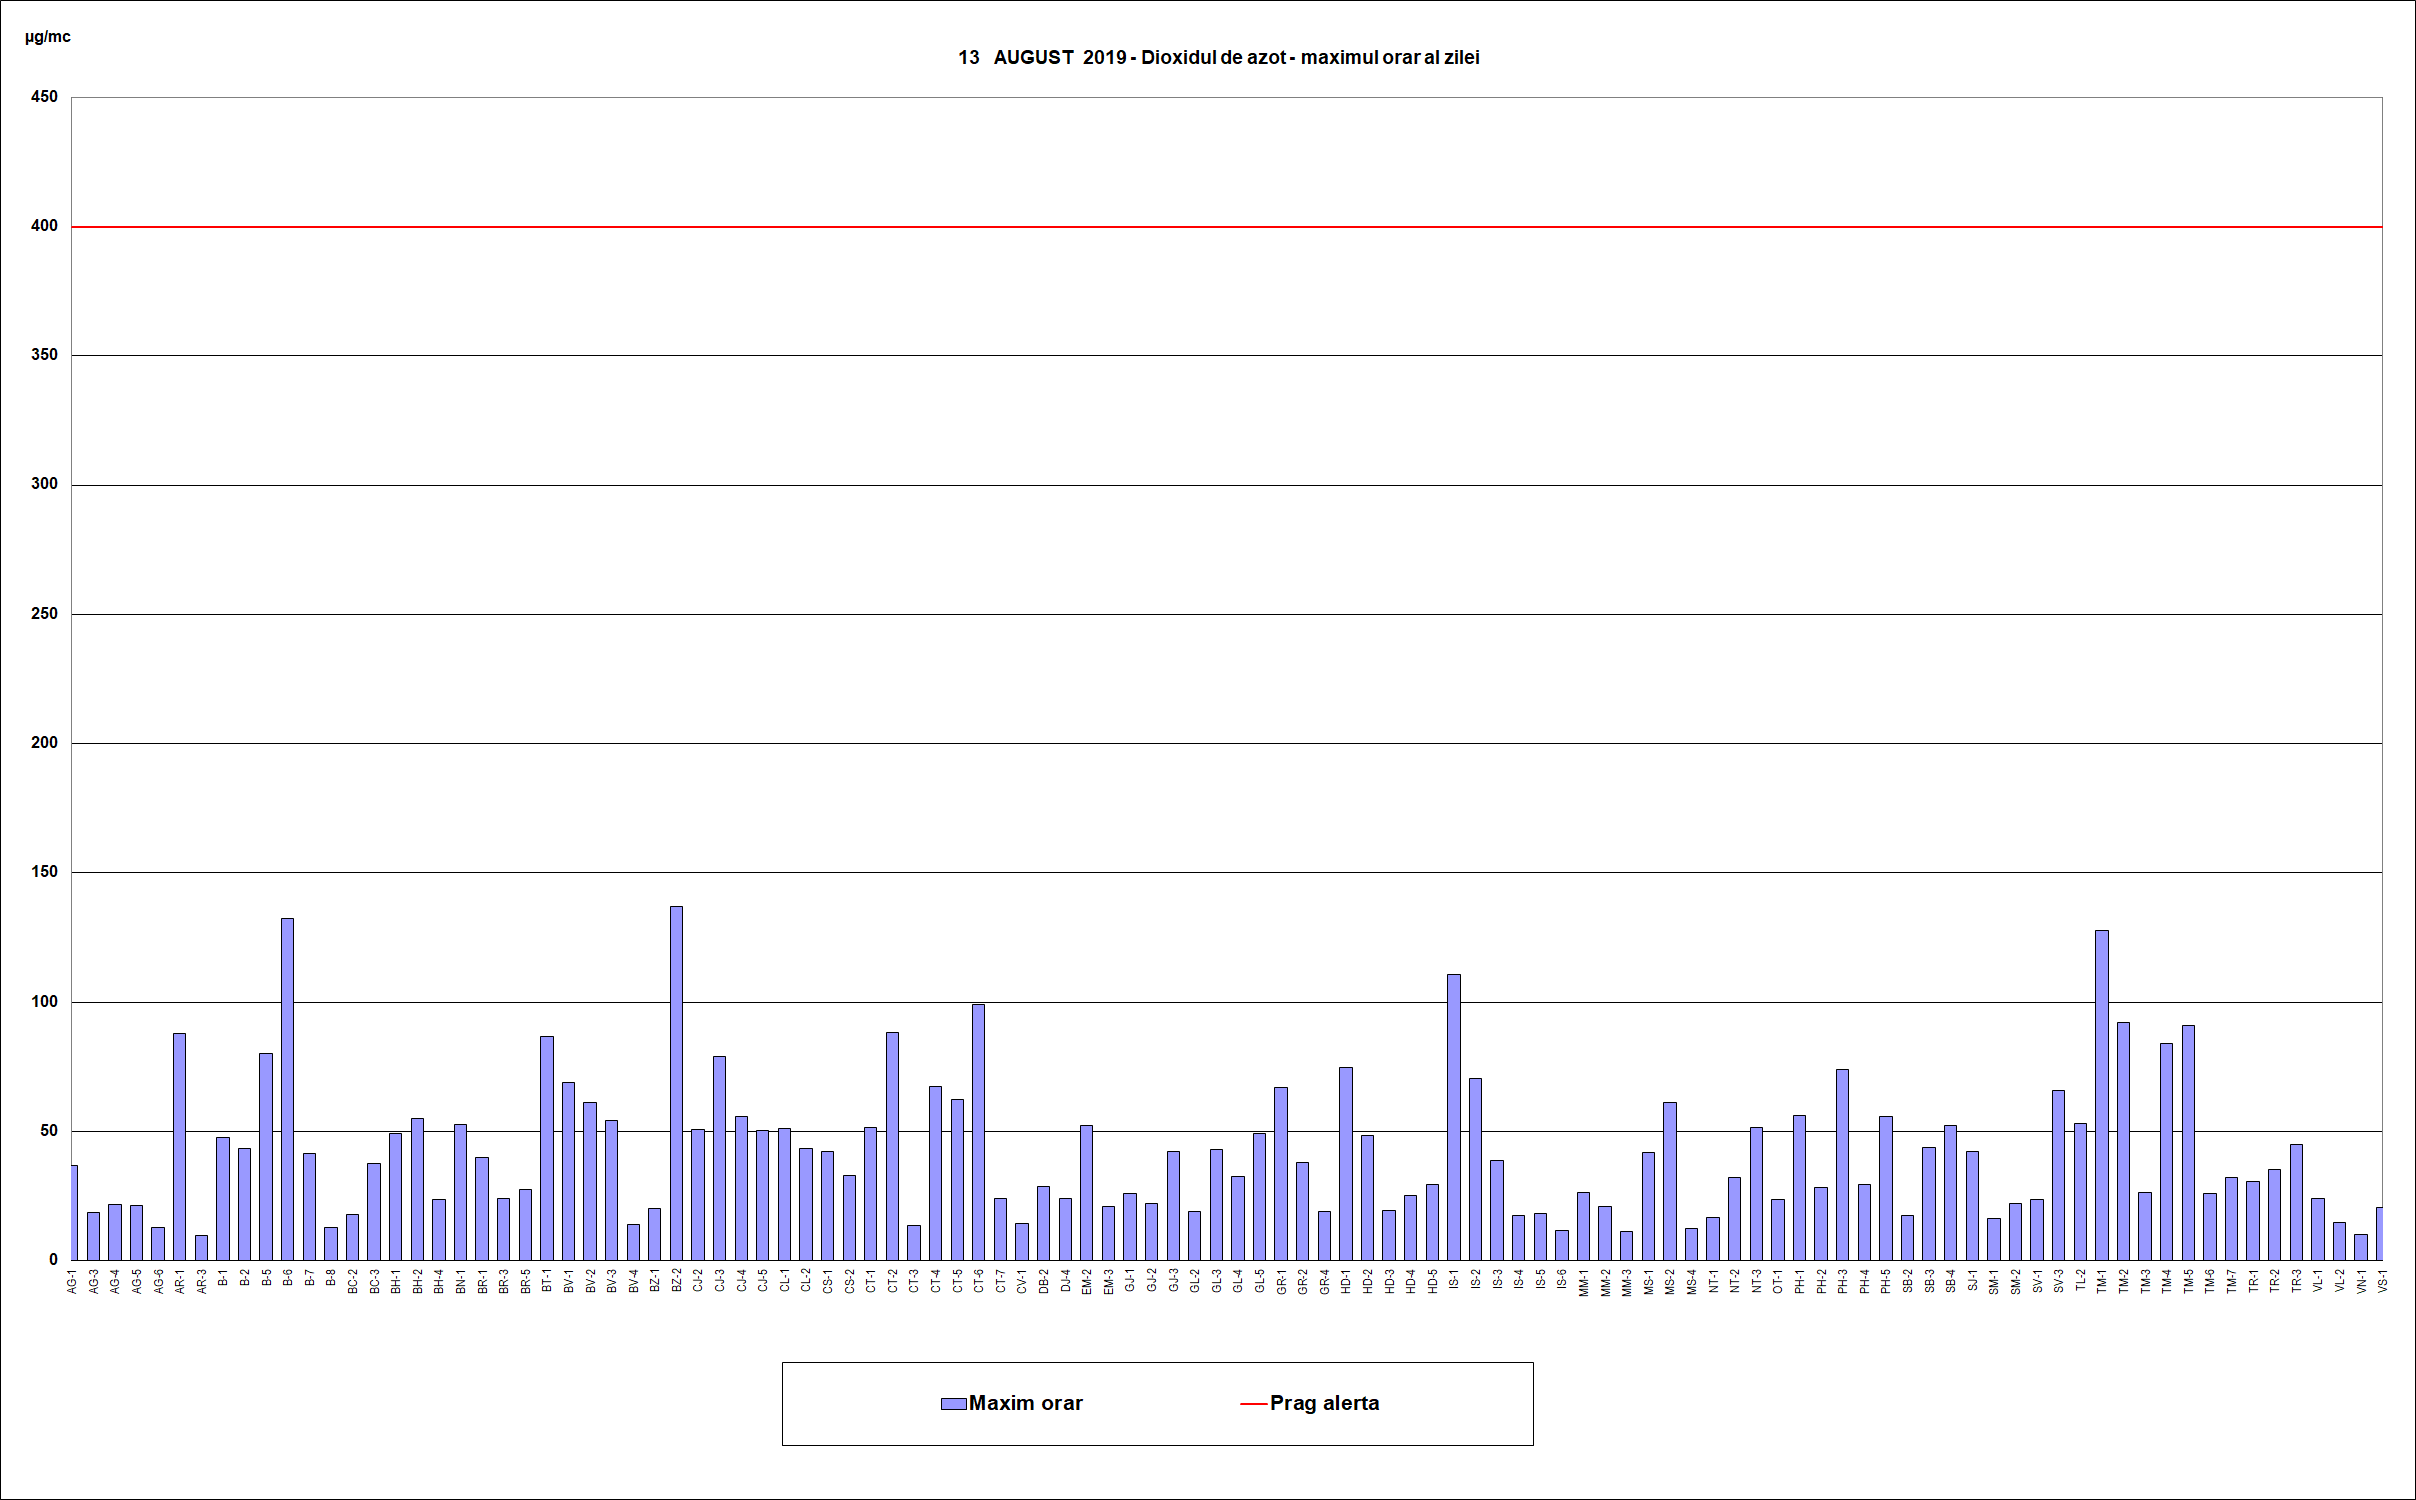 µg/mc
13 AUGUST 2019 - Dioxidul de azot - maximul orar al zilei
450
400
350
300
250
200
150
100
50
0
AG-1 AG-3 AG-4 AG-5 AG-6 AR-1 AR-3 B-1 B-2 B-5 B-6 B-7 B-8 BC-2 BC-3 BH-1 BH-2 BH-4 BN-1 BR-1 BR-3 BR-5 BT-1 BV-1 BV-2 BV-3 BV-4 BZ-1 BZ-2 CJ-2 CJ-3 CJ-4 CJ-5 CL-1 CL-2 CS-1 CS-2 CT-1 CT-2 CT-3 CT-4 CT-5 CT-6 CT-7 CV-1 DB-2 DJ-4 EM-2 EM-3 GJ-1 GJ-2 GJ-3 GL-2 GL-3 GL-4 GL-5 GR-1 GR-2 GR-4 HD-1 HD-2 HD-3 HD-4 HD-5 IS-1 IS-2 IS-3 IS-4 IS-5 IS-6 MM-1 MM-2 MM-3 MS-1 MS-2 MS-4 NT-1 NT-2 NT-3 OT-1 PH-1 PH-2 PH-3 PH-4 PH-5 SB-2 SB-3 SB-4 SJ-1 SM-1 SM-2 SV-1 SV-3 TL-2 TM-1 TM-2 TM-3 TM-4 TM-5 TM-6 TM-7 TR-1 TR-2 TR-3 VL-1 VL-2 VN-1 VS-1
Maxim orar Prag alerta